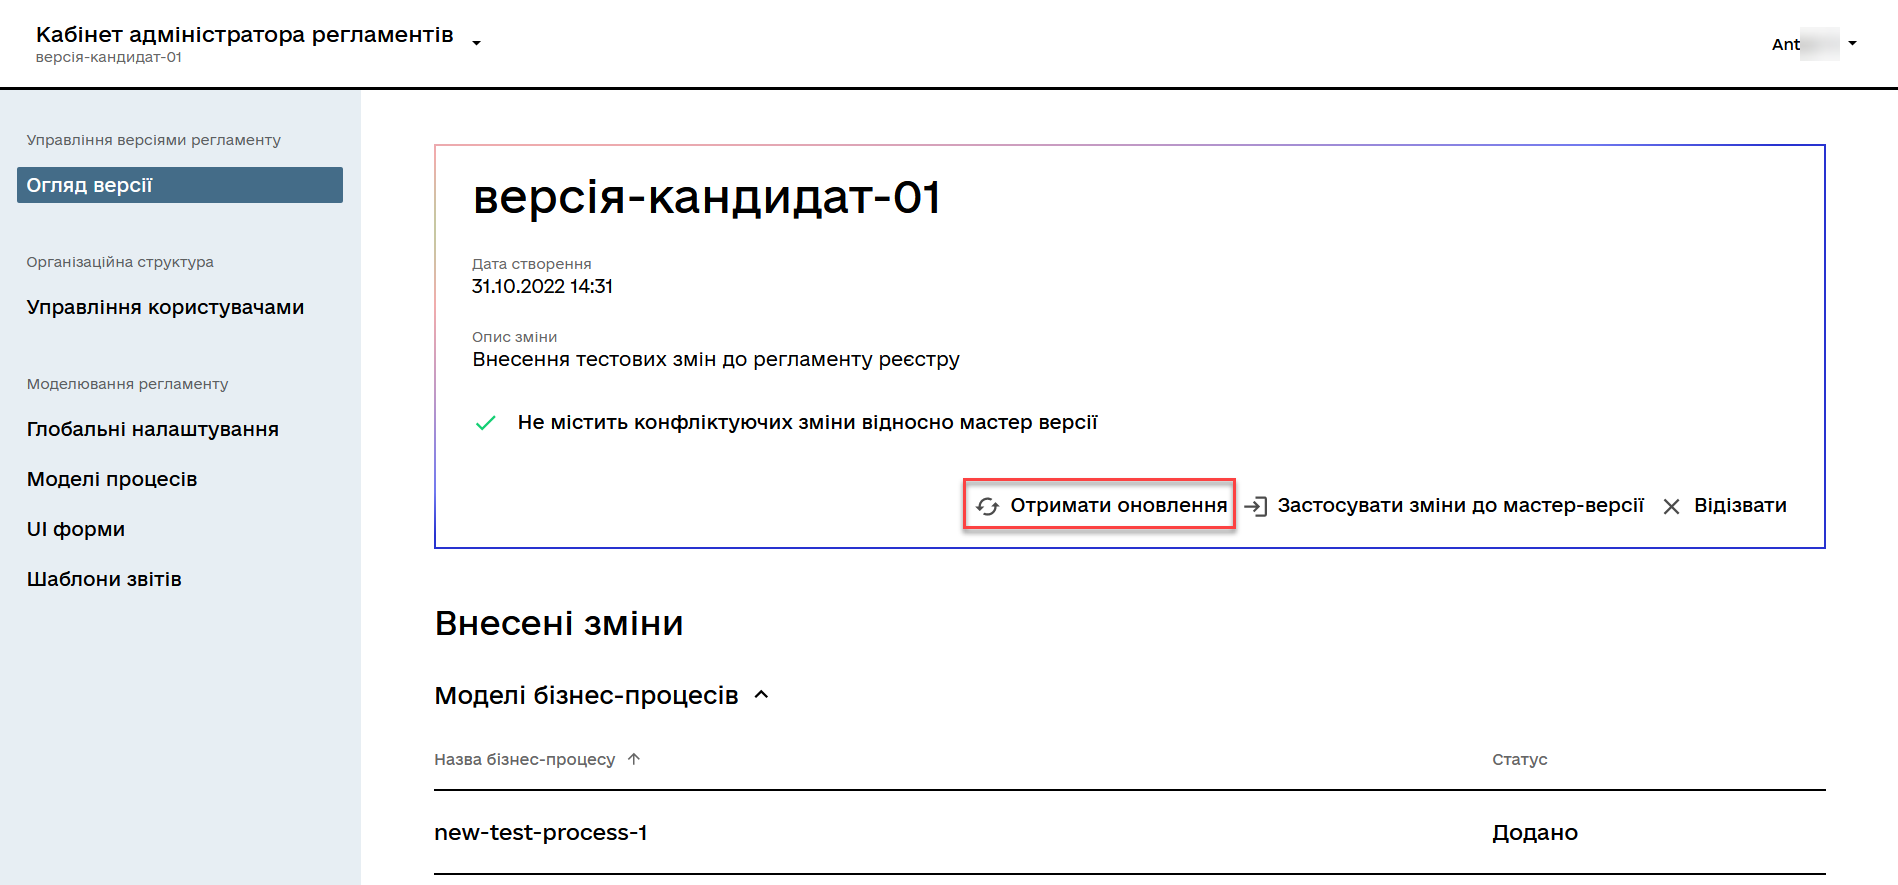 Кабінет адміністратора регламентів
версія-кандидат-01
Ant
Управління версіями регламенту
Огляд версії
Організаційна структура
Управління користувачами
Моделювання регламенту
Глобальні налаштування
Моделі процесів
UI форми
Шаблони звітів
версія-кандидат-01
Дата створення
31.10.2022 14:31
Опис зміни
Внесення тестових змін до регламенту реєстру
Не містить конфліктуючих зміни відносно мастер версії
Отримати оновлення Застосувати зміни до мастер-версії Відізвати
Внесені зміни
Моделі бізнес-процесів
Назва бізнес-процесу Статус
new-test-process-1 Додано